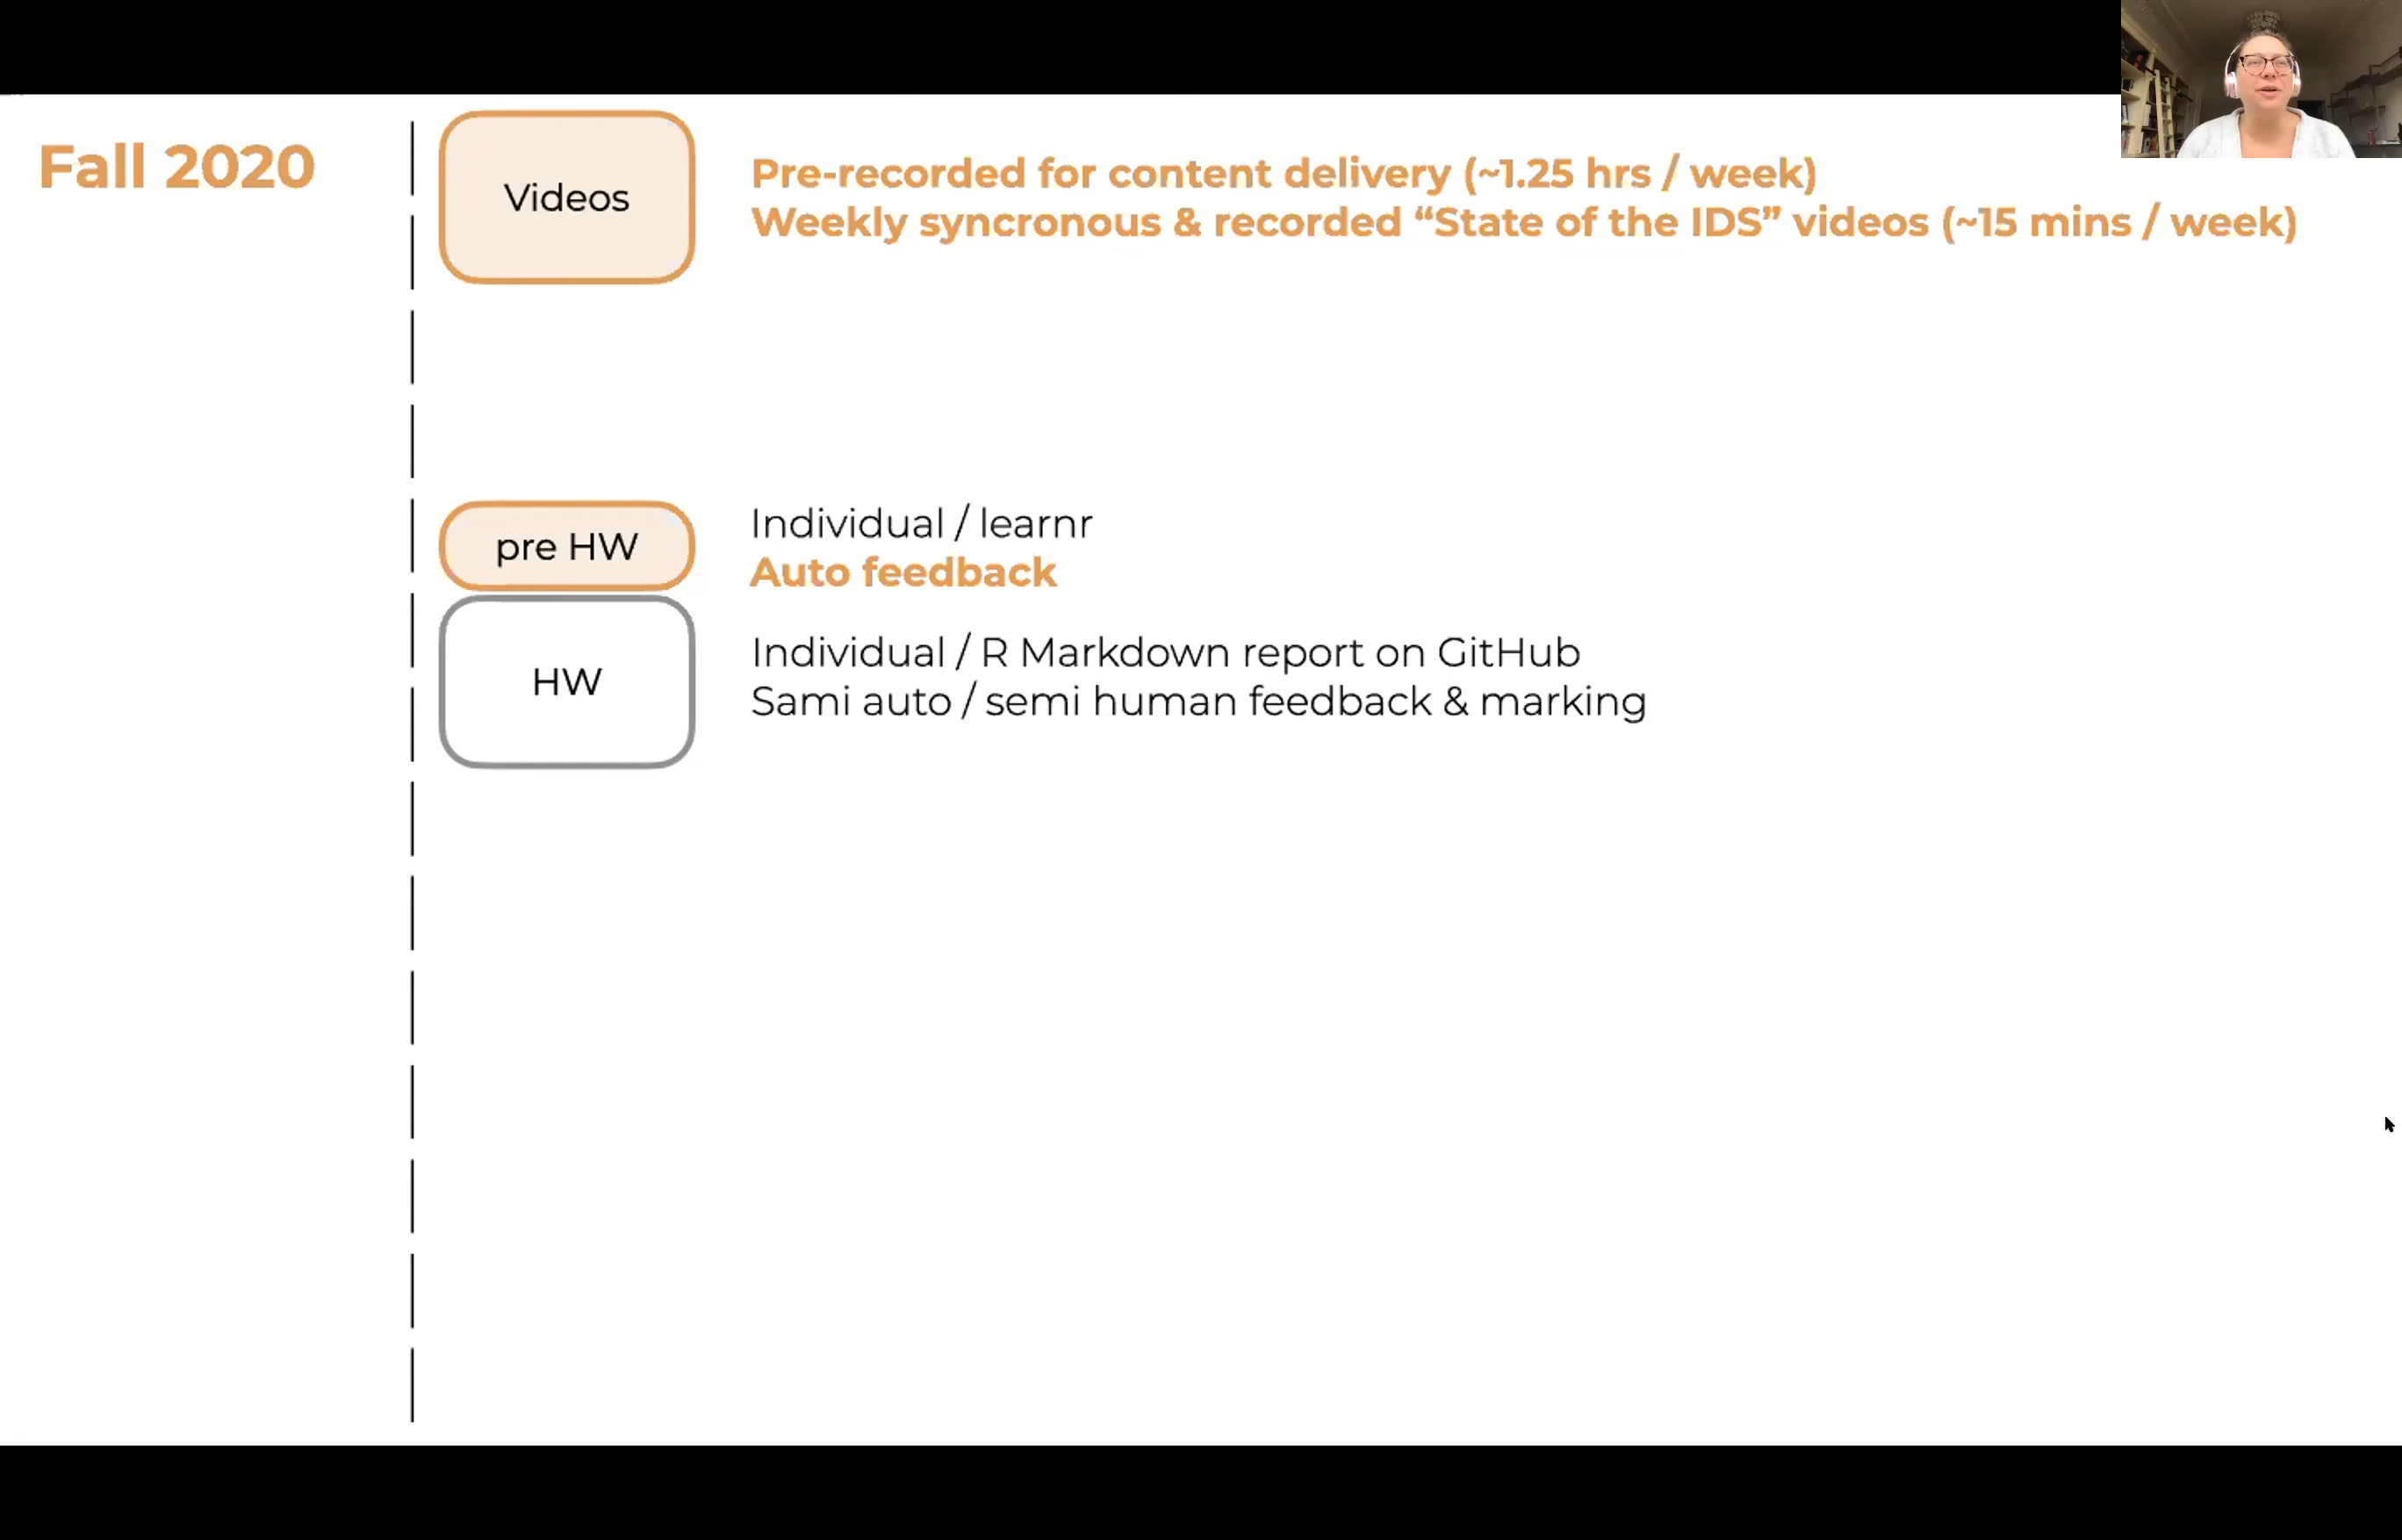 Fall 2020
Videos
Pre-recorded for content delivery (~1.25 hrs / week)
Weekly syncronous & recorded “State of the IDS” videos (~15 mins / week)
pre HW
Individual / learnr
Auto feedback
HW
Individual / R Markdown report on GitHub
Sami auto / semi human feedback & marking